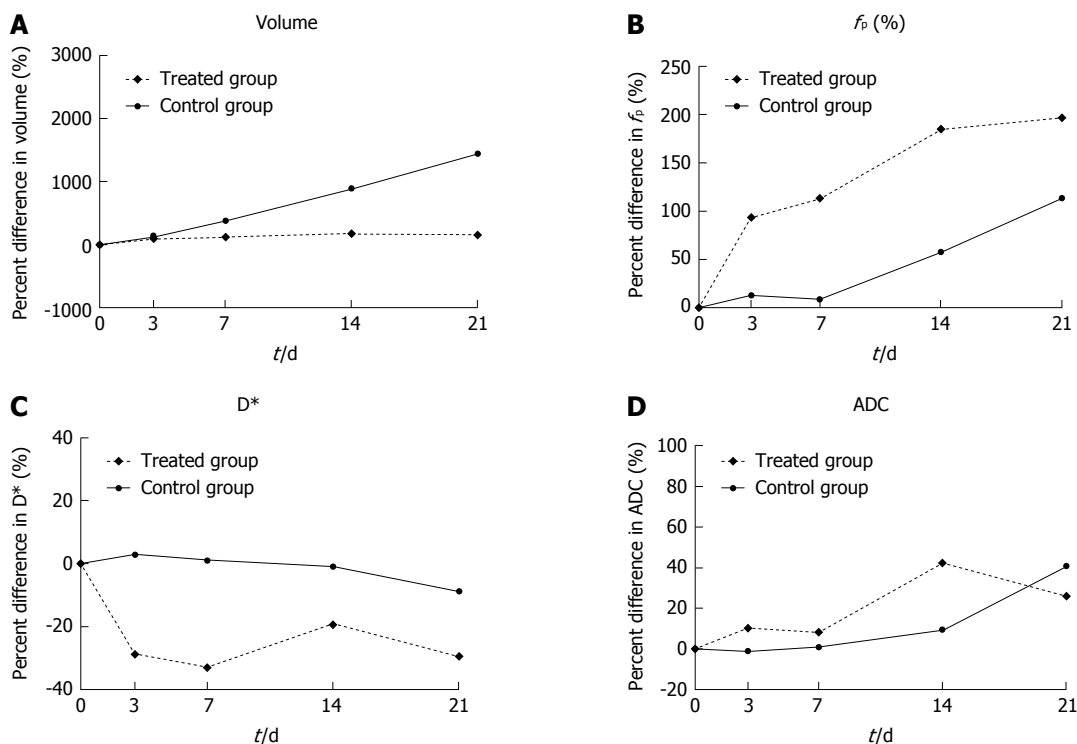 A
Volume
Percent difference in volume (%)
3000
2000
1000
0
-1000
Treated group
Control group
0 3 7 14 21
t/d
B
fp (%)
Percent difference in fp (%)
250
200
150
100
50
0
Treated group
Control group
0 3 7 14 21
t/d
C
D*
Percent difference in D* (%)
40
20
0
-20
-40
Treated group
Control group
0 3 7 14 21
t/d
D
ADC
Percent difference in ADC (%)
100
80
60
40
20
0
-20
Treated group
Control group
0 3 7 14 21
t/d